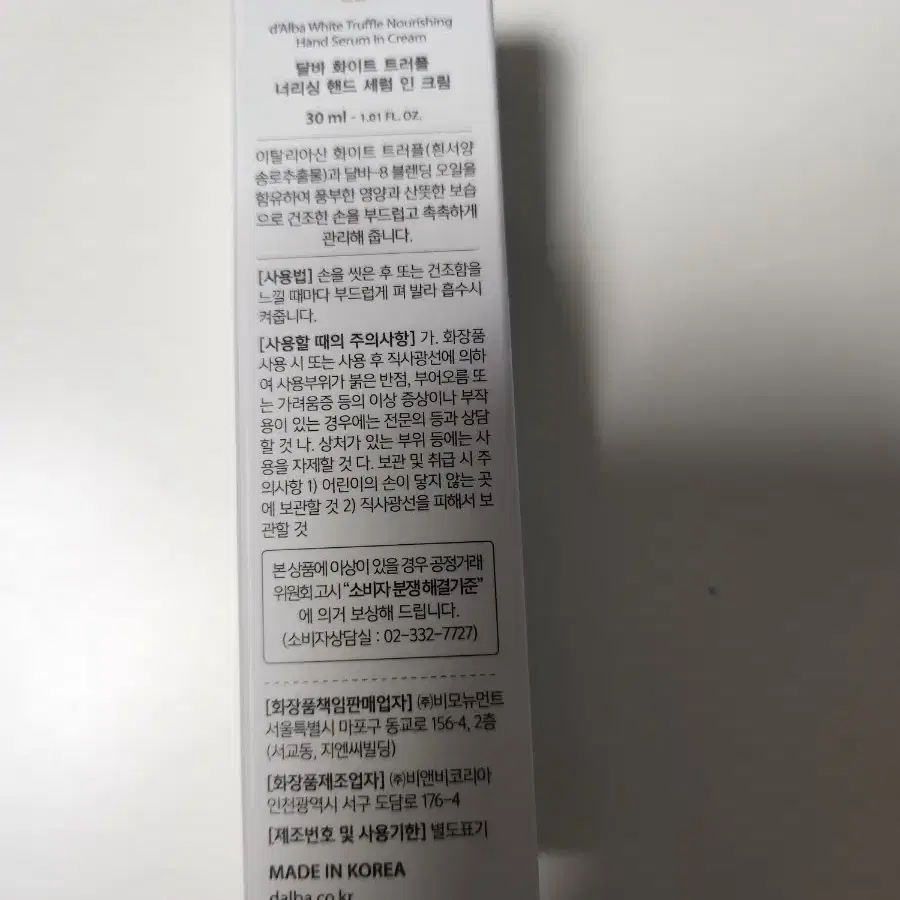 d'Alba White Truffle Nourishing
Hand Serum In Cream
달바 화이트 트러플
너리싱 핸드 세럼 인 크림
30 ml - 1.01 FL. OZ.
이탈리아산 화이트 트러플(흰서양
송로추출물)과 달바-8 블렌딩 오일을
함유하여 풍부한 영양과 산뜻한 보습
으로 건조한 손을 부드럽고 촉촉하게
관리해 줍니다.
[사용법] 손을 씻은 후 또는 건조함을
느낄 때마다 부드럽게 펴 발라 흡수시
켜줍니다.
[사용할 때의 주의사항] 가. 화장품
사용 시 또는 사용 후 직사광선에 의하
여 사용부위가 붉은 반점, 부어오름 또
는 가려움증 등의 이상 증상이나 부작
용이 있는 경우에는 전문의 등과 상담
할 것 나. 상처가 있는 부위 등에는 사
용을 자제할 것 다. 보관 및 취급 시 주
의사항 1) 어린이의 손이 닿지 않는 곳
에 보관할 것 2) 직사광선을 피해서 보
관할 것
본 상품에 이상이 있을 경우 공정거래
위원회 고시 “소비자 분쟁 해결기준”
에 의거 보상해 드립니다.
(소비자상담실 : 02-332-7727)
[화장품책임판매업자] ㈜비모뉴먼트
서울특별시 마포구 동교로 156-4, 2층
(서교동, 지엔씨빌딩)
[화장품제조업자] ㈜비앤비코리아
인천광역시 서구 도담로 176-4
[제조번호 및 사용기한] 별도표기
MADE IN KOREA
dalba.co.kr